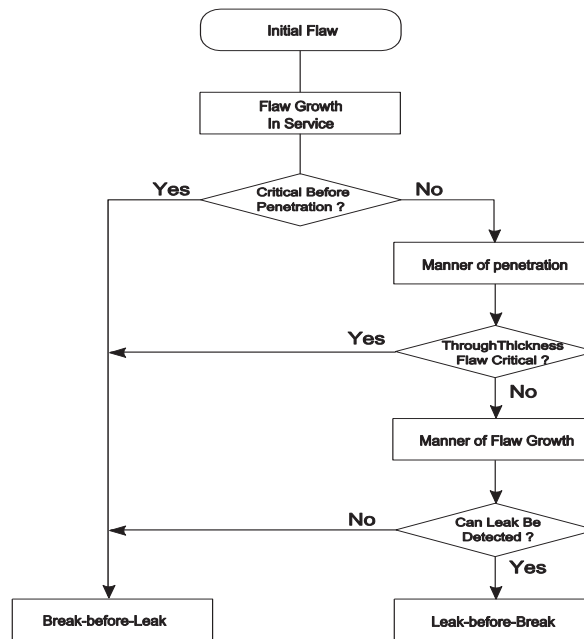 Initial Flaw
Flaw Growth
In Service
Yes
Critical Before
Penetration ?
No
Manner of penetration
Yes
ThroughThickness
Flaw Critical ?
No
Manner of Flaw Growth
No
Can Leak Be
Detected ?
Yes
Break-before-Leak
Leak-before-Break